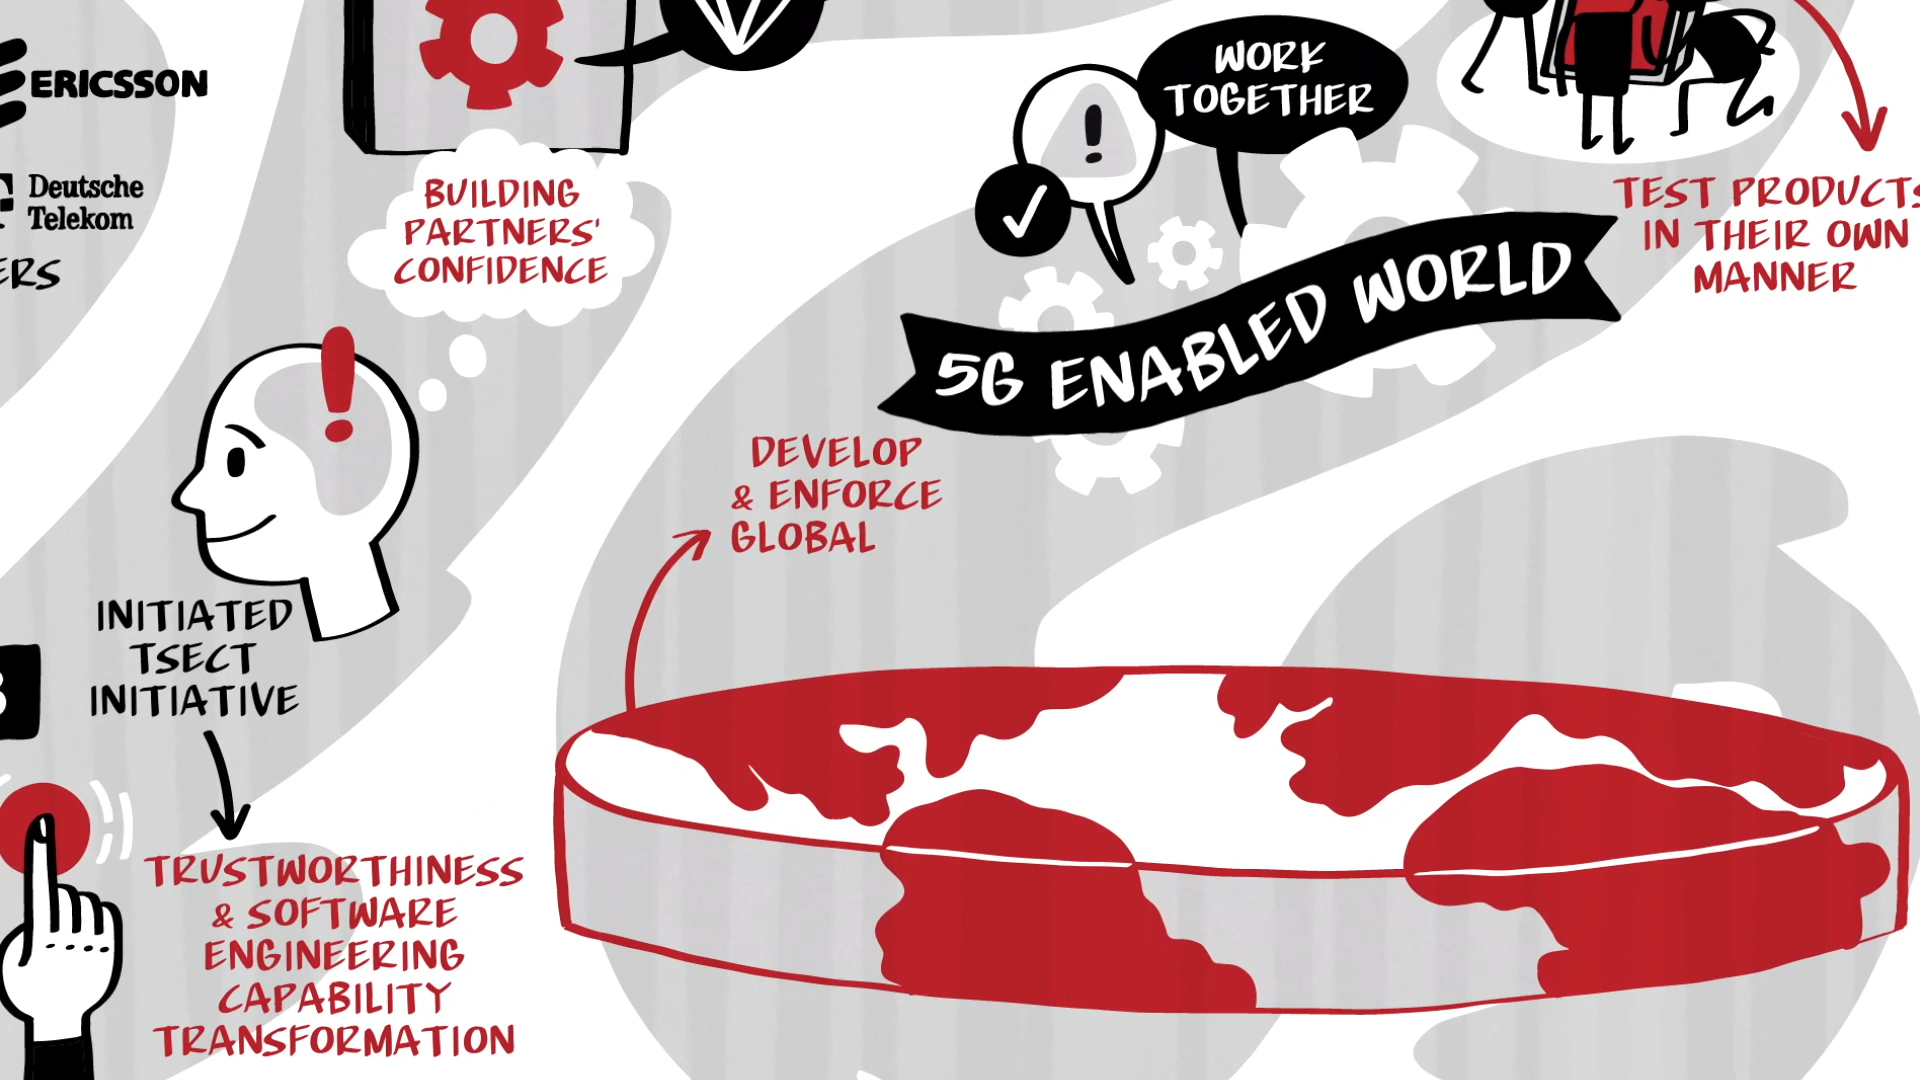 ERICSSON
Deutsche
Telekom
BUILDING
PARTNERS'
CONFIDENCE
WORK
TOGETHER
5G ENABLED WORLD
TEST PRODUCTS
IN THEIR OWN
MANNER
DEVELOP
& ENFORCE
GLOBAL
INITIATED
TSECT
INITIATIVE
TRUSTWORTHINESS
& SOFTWARE
ENGINEERING
CAPABILITY
TRANSFORMATION